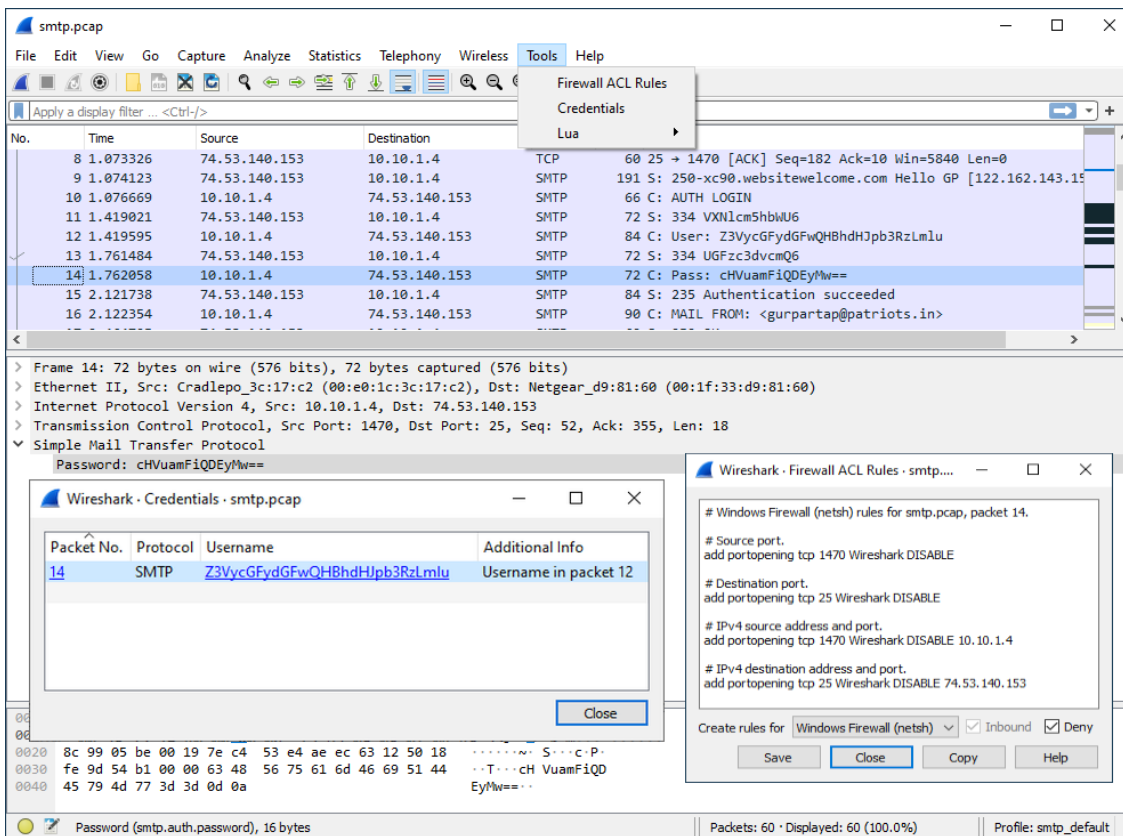 smtp.pcap
File Edit View Go Capture Analyze Statistics Telephony Wireless Tools Help
Firewall ACL Rules
Credentials
Lua
Apply a display filter ... <Ctrl-/>
+
No. Time Source Destination
8 1.073326 74.53.140.153 10.10.1.4 TCP 60 25 → 1470 [ACK] Seq=182 Ack=10 Win=5840 Len=0
9 1.074123 74.53.140.153 10.10.1.4 SMTP 191 S: 250-xc90.websitewelcome.com Hello GP [122.162.143.15
10 1.076669 10.10.1.4 74.53.140.153 SMTP 66 C: AUTH LOGIN
11 1.419021 74.53.140.153 10.10.1.4 SMTP 72 S: 334 VXNlcm5hbWU6
12 1.419595 10.10.1.4 74.53.140.153 SMTP 84 C: User: Z3VycGFydGFwQHBhdHJpb3RzLmlu
13 1.761484 74.53.140.153 10.10.1.4 SMTP 72 S: 334 UGFzc3dvcmQ6
14 1.762058 10.10.1.4 74.53.140.153 SMTP 72 C: Pass: cHVuamFiQDEyMw==
15 2.121738 74.53.140.153 10.10.1.4 SMTP 84 S: 235 Authentication succeeded
16 2.122354 10.10.1.4 74.53.140.153 SMTP 90 C: MAIL FROM: <gurpartap@patriots.in>
Frame 14: 72 bytes on wire (576 bits), 72 bytes captured (576 bits)
Ethernet II, Src: Cradlepo_3c:17:c2 (00:e0:1c:3c:17:c2), Dst: Netgear_d9:81:60 (00:1f:33:d9:81:60)
Internet Protocol Version 4, Src: 10.10.1.4, Dst: 74.53.140.153
Transmission Control Protocol, Src Port: 1470, Dst Port: 25, Seq: 52, Ack: 355, Len: 18
Simple Mail Transfer Protocol
Password: cHVuamFiQDEyMw==
Wireshark · Credentials · smtp.pcap
Packet No. Protocol Username Additional Info
14 SMTP Z3VycGFydGFwQHBhdHJpb3RzLmlu Username in packet 12
Close
Wireshark · Firewall ACL Rules · smtp....
# Windows Firewall (netsh) rules for smtp.pcap, packet 14.
# Source port.
add portopening tcp 1470 Wireshark DISABLE
# Destination port.
add portopening tcp 25 Wireshark DISABLE
# IPv4 source address and port.
add portopening tcp 1470 Wireshark DISABLE 10.10.1.4
# IPv4 destination address and port.
add portopening tcp 25 Wireshark DISABLE 74.53.140.153
Create rules for Windows Firewall (netsh) Inbound Deny
Save Close Copy Help
0020 8c 99 05 be 00 19 7e c4 53 e4 ae ec 63 12 50 18 ······~· S···c·P·
0030 fe 9d 54 b1 00 00 63 48 56 75 61 6d 46 69 51 44 ··T···cH VuamFiQD
0040 45 79 4d 77 3d 3d 0d 0a EyMw==··
Password (smtp.auth.password), 16 bytes
Packets: 60 · Displayed: 60 (100.0%)
Profile: smtp_default